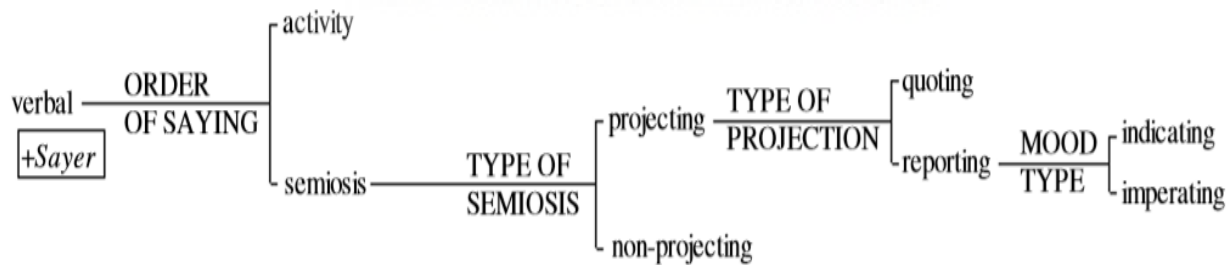 activity
verbal
ORDER
OF SAYING
+Sayer
semiosis
TYPE OF
SEMIOSIS
projecting
TYPE OF
PROJECTION
quoting
reporting
MOOD
TYPE
indicating
imperating
non-projecting